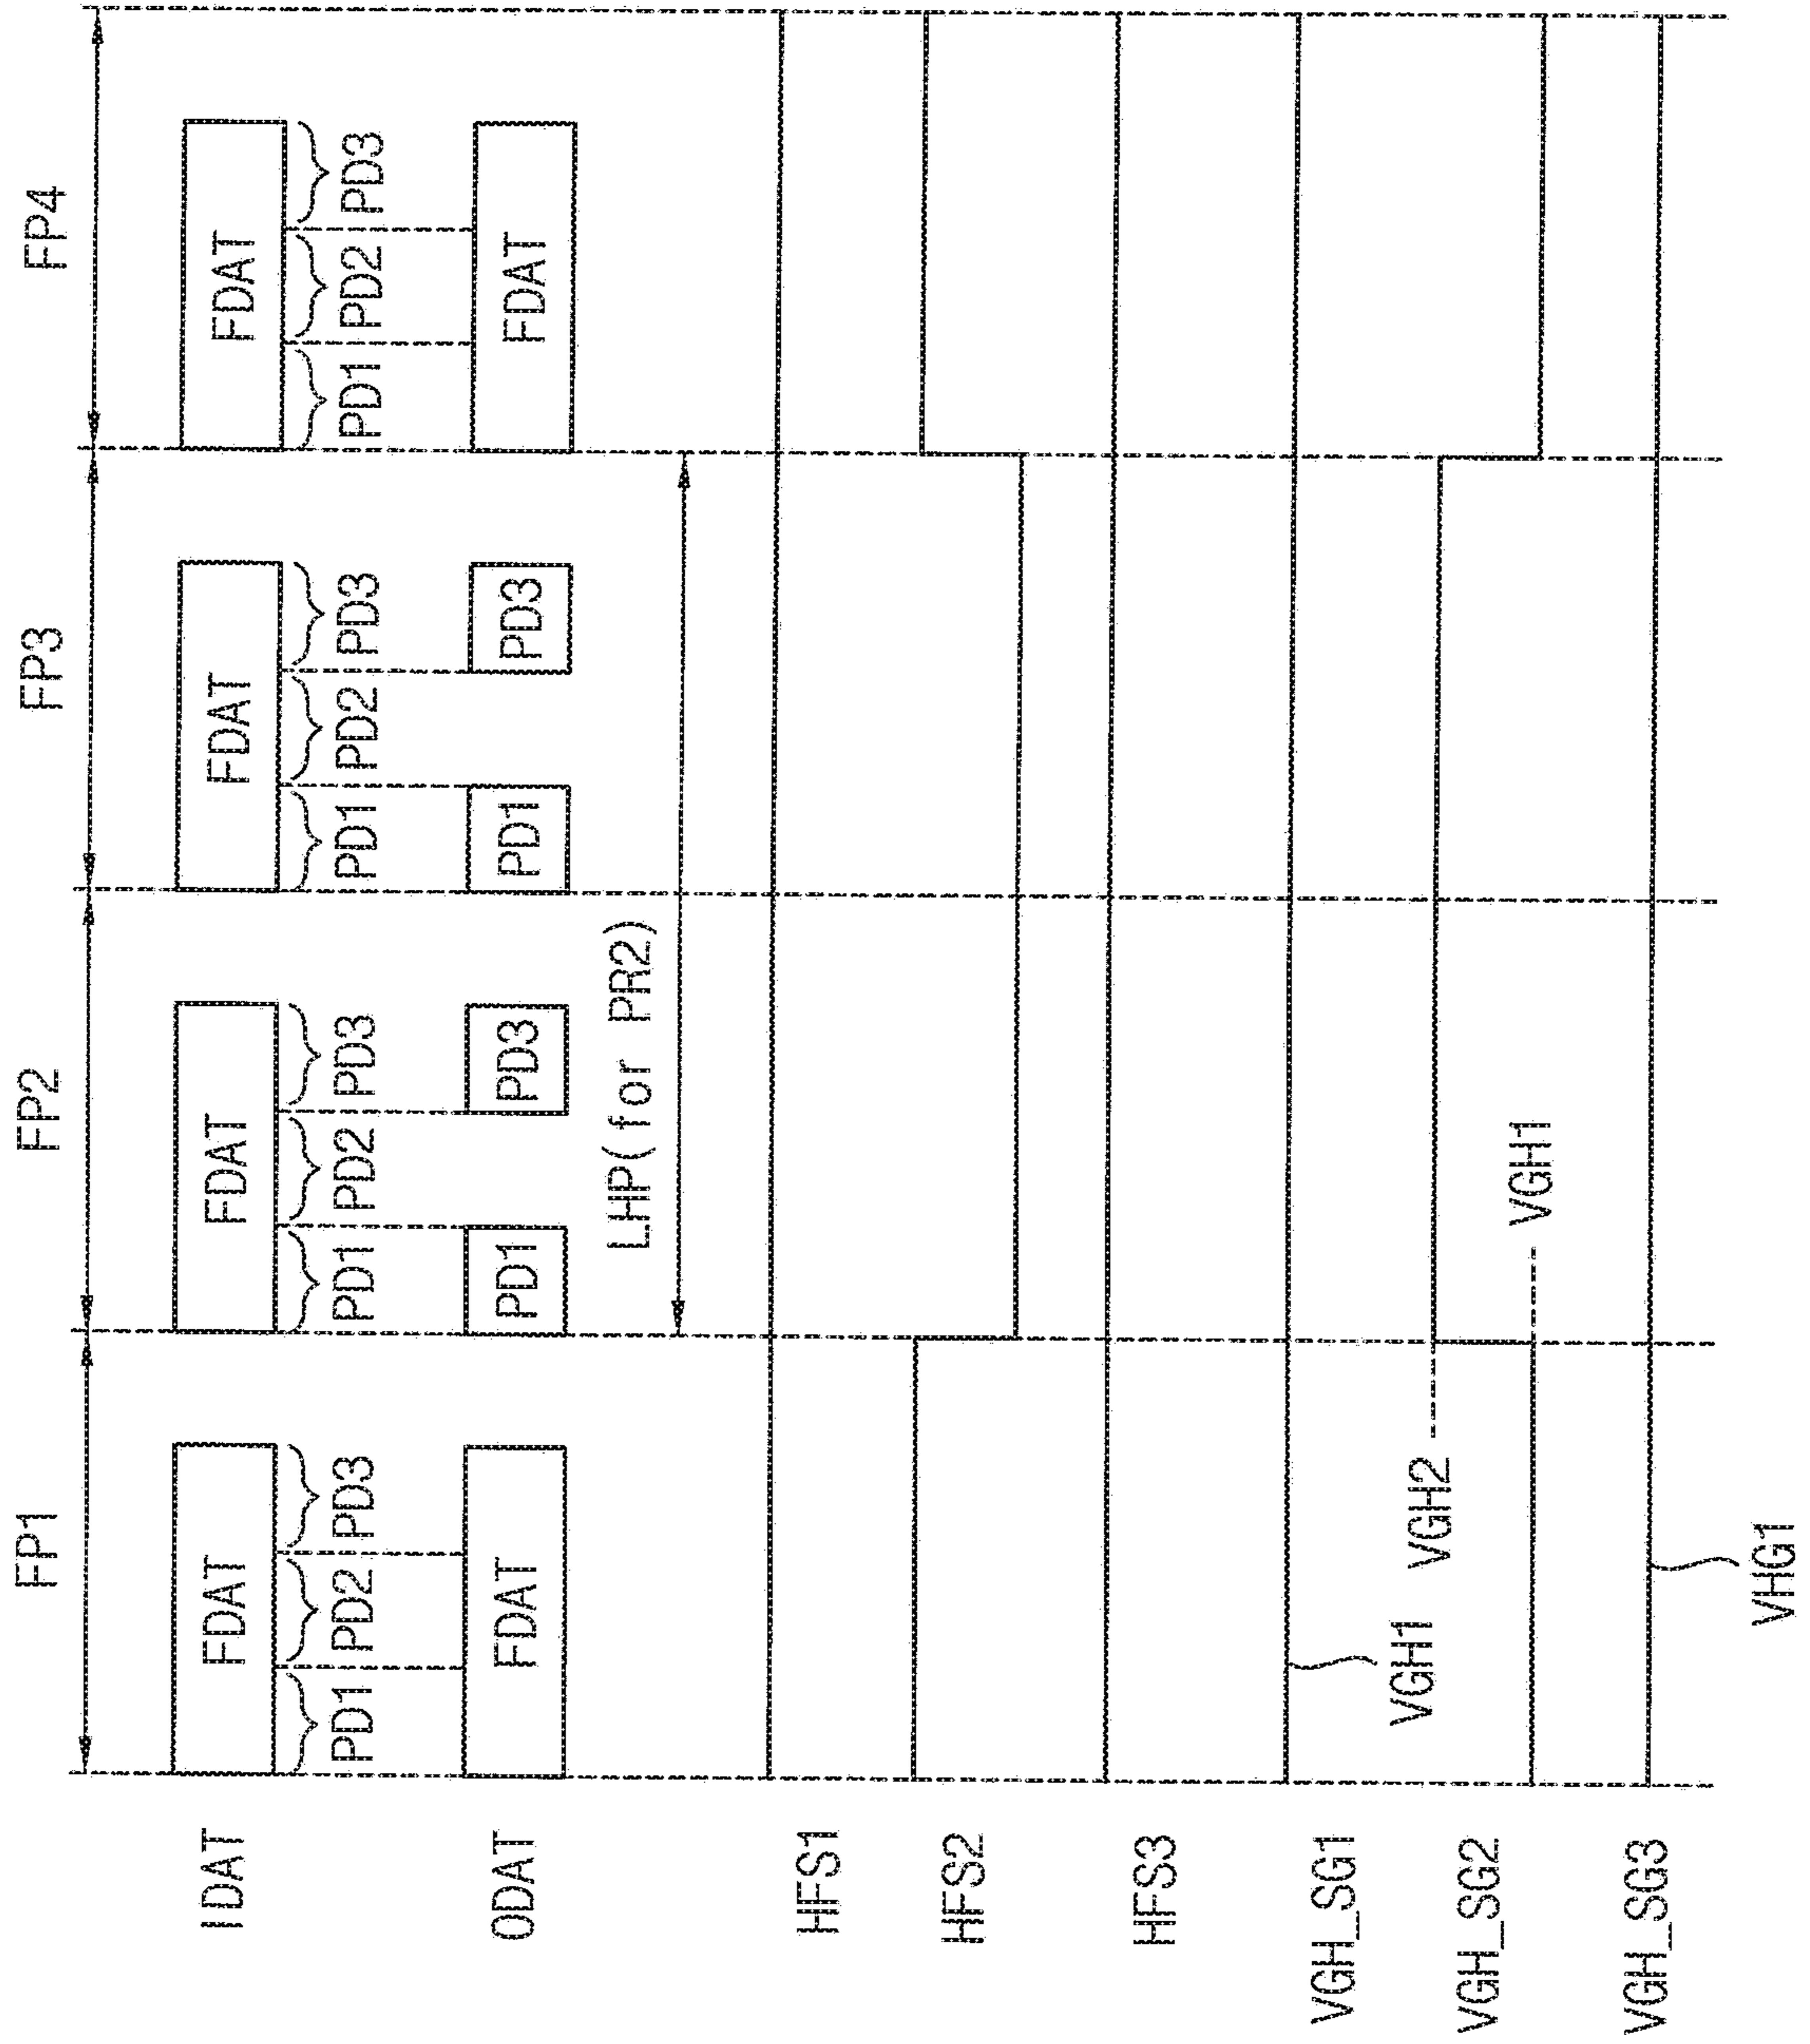 FP1 FP2 FP3 FP4
IDAT FDAT FDAT FDAT FDAT
PD1 PD2 PD3 PD1 PD2 PD3 PD1 PD2 PD3 PD1 PD2 PD3
ODAT FDAT PD1 PD3 PD1 PD3 FDAT
LHP(for PR2)
HFS1
HFS2
HFS3
VGH_SG1
VGH1
VGH2
VGH_SG2
VGH1
VGH_SG3
VHG1